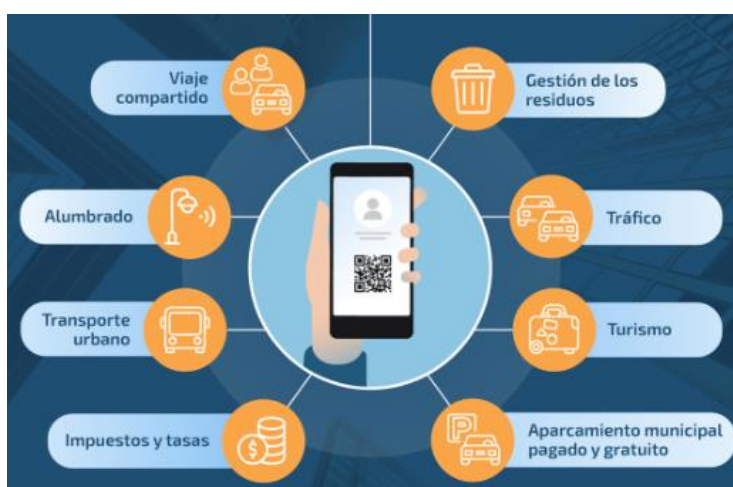 Viaje
compartido
Gestión de los
residuos
Alumbrado
Tráfico
Transporte
urbano
Turismo
Impuestos y tasas
Aparcamiento municipal
pagado y gratuito